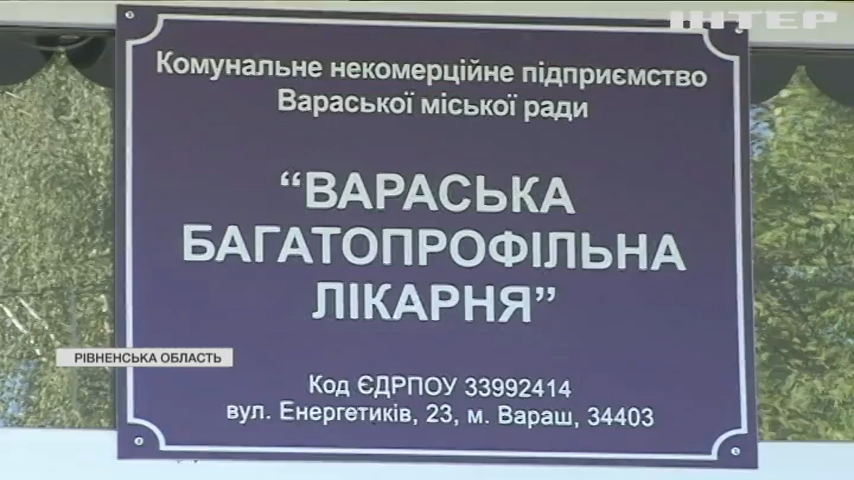 ІНТЕР
Комунальне некомерційне підприємство
Вараської міської ради
“ВАРАСЬКА
БАГАТОПРОФІЛЬНА
ЛІКАРНЯ”
РІВНЕНСЬКА ОБЛАСТЬ
Код ЄДРПОУ 33992414
вул. Енергетиків, 23, м. Вараш, 34403